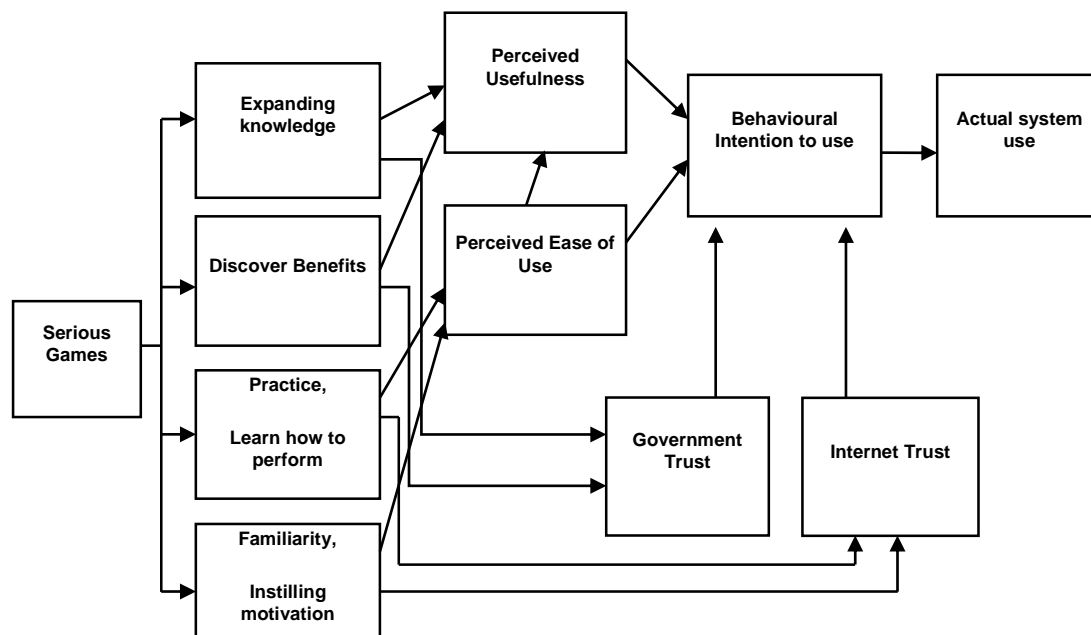 Serious
Games
Expanding
knowledge
Discover Benefits
Practice,
Learn how to
perform
Familiarity,
Instilling
motivation
Perceived
Usefulness
Perceived Ease of
Use
Government
Trust
Internet Trust
Behavioural
Intention to use
Actual system
use